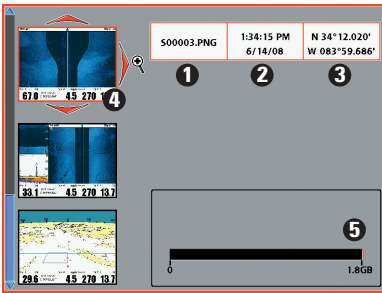 S00003.PNG
1:34:15 PM
6/14/08
N 34°12.020'
W 083°59.686'
1
2
3
67.0 4.5 270 13.7
4
33.1 4.5 270 13.7
29.6 4.5 270 13.7
5
0 1.8GB